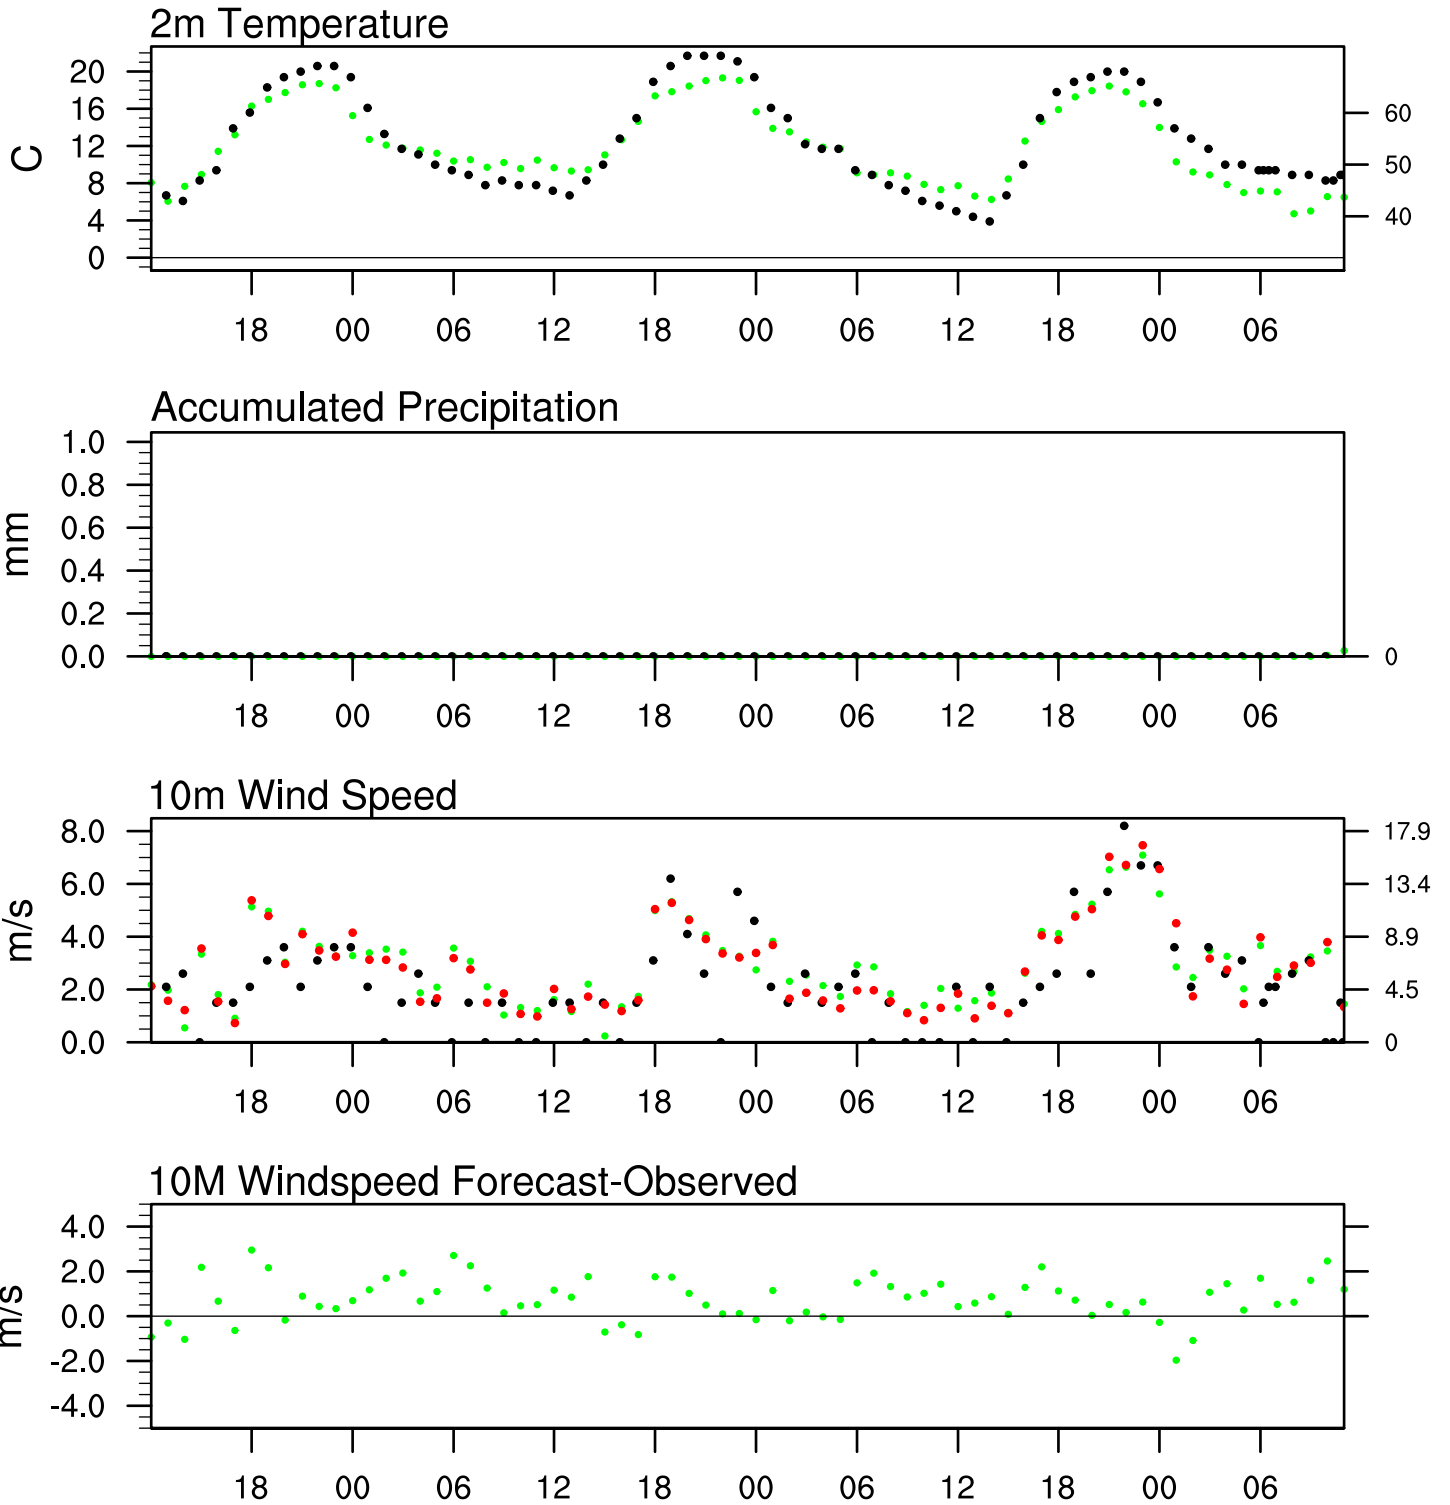 2m Temperature
20
16
12
8
4
0
C
60
50
40
18 00 06 12 18 00 06 12 18 00 06
Accumulated Precipitation
1.0
0.8
0.6
0.4
0.2
0.0
mm
0
18 00 06 12 18 00 06 12 18 00 06
10m Wind Speed
8.0
6.0
4.0
2.0
0.0
m/s
17.9
13.4
8.9
4.5
0
18 00 06 12 18 00 06 12 18 00 06
10M Windspeed Forecast-Observed
4.0
2.0
0.0
-2.0
-4.0
m/s
18 00 06 12 18 00 06 12 18 00 06